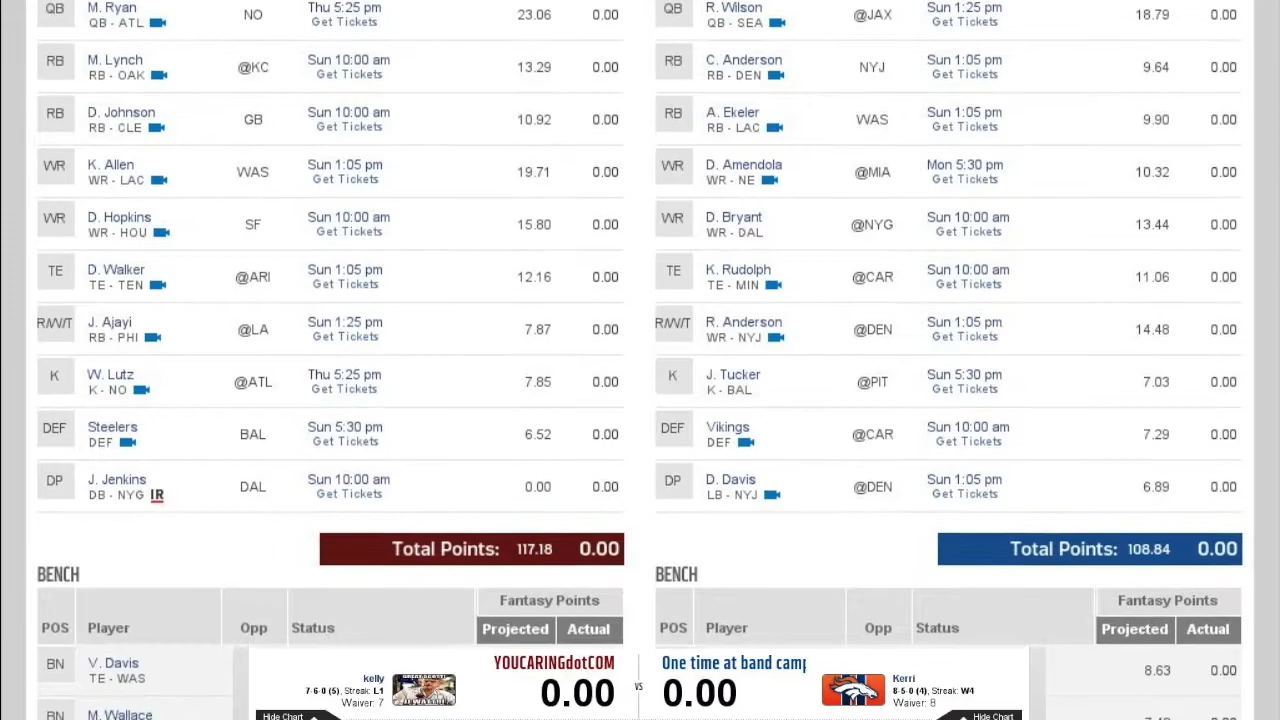 QB M. Ryan NO Thu 5:25 pm 23.06 0.00
QB - ATL Get Tickets
RB M. Lynch @KC Sun 10:00 am 13.29 0.00
RB - OAK Get Tickets
RB D. Johnson GB Sun 10:00 am 10.92 0.00
RB - CLE Get Tickets
WR K. Allen WAS Sun 1:05 pm 19.71 0.00
WR - LAC Get Tickets
WR D. Hopkins SF Sun 10:00 am 15.80 0.00
WR - HOU Get Tickets
TE D. Walker @ARI Sun 1:05 pm 12.16 0.00
TE - TEN Get Tickets
R/W/T J. Ajayi @LA Sun 1:25 pm 7.87 0.00
RB - PHI Get Tickets
K W. Lutz @ATL Thu 5:25 pm 7.85 0.00
K - NO Get Tickets
DEF Steelers BAL Sun 5:30 pm 6.52 0.00
DEF Get Tickets
DP J. Jenkins DAL Sun 10:00 am 0.00 0.00
DB - NYG IR Get Tickets
Total Points: 117.18 0.00
BENCH
Fantasy Points
POS Player Opp Status Projected Actual
BN V. Davis
TE - WAS
BN M. Wallace
QB R. Wilson @JAX Sun 1:25 pm 18.79 0.00
QB - SEA Get Tickets
RB C. Anderson NYJ Sun 1:05 pm 9.64 0.00
RB - DEN Get Tickets
RB A. Ekeler WAS Sun 1:05 pm 9.90 0.00
RB - LAC Get Tickets
WR D. Amendola @MIA Mon 5:30 pm 10.32 0.00
WR - NE Get Tickets
WR D. Bryant @NYG Sun 10:00 am 13.44 0.00
WR - DAL Get Tickets
TE K. Rudolph @CAR Sun 10:00 am 11.06 0.00
TE - MIN Get Tickets
R/W/T R. Anderson @DEN Sun 1:05 pm 14.48 0.00
WR - NYJ Get Tickets
K J. Tucker @PIT Sun 5:30 pm 7.03 0.00
K - BAL Get Tickets
DEF Vikings @CAR Sun 10:00 am 7.29 0.00
DEF Get Tickets
DP D. Davis @DEN Sun 1:05 pm 6.89 0.00
LB - NYJ Get Tickets
Total Points: 108.84 0.00
BENCH
Fantasy Points
POS Player Opp Status Projected Actual
8.63 0.00
0.00
YOUCARINGdotCOM
kelly
7-6-0 (5), Streak: L1
Waiver: 7
0.00
vs
One time at band camp
0.00
Kerri
8-5-0 (4), Streak: W4
Waiver: 8
Hide Chart
Hide Chart